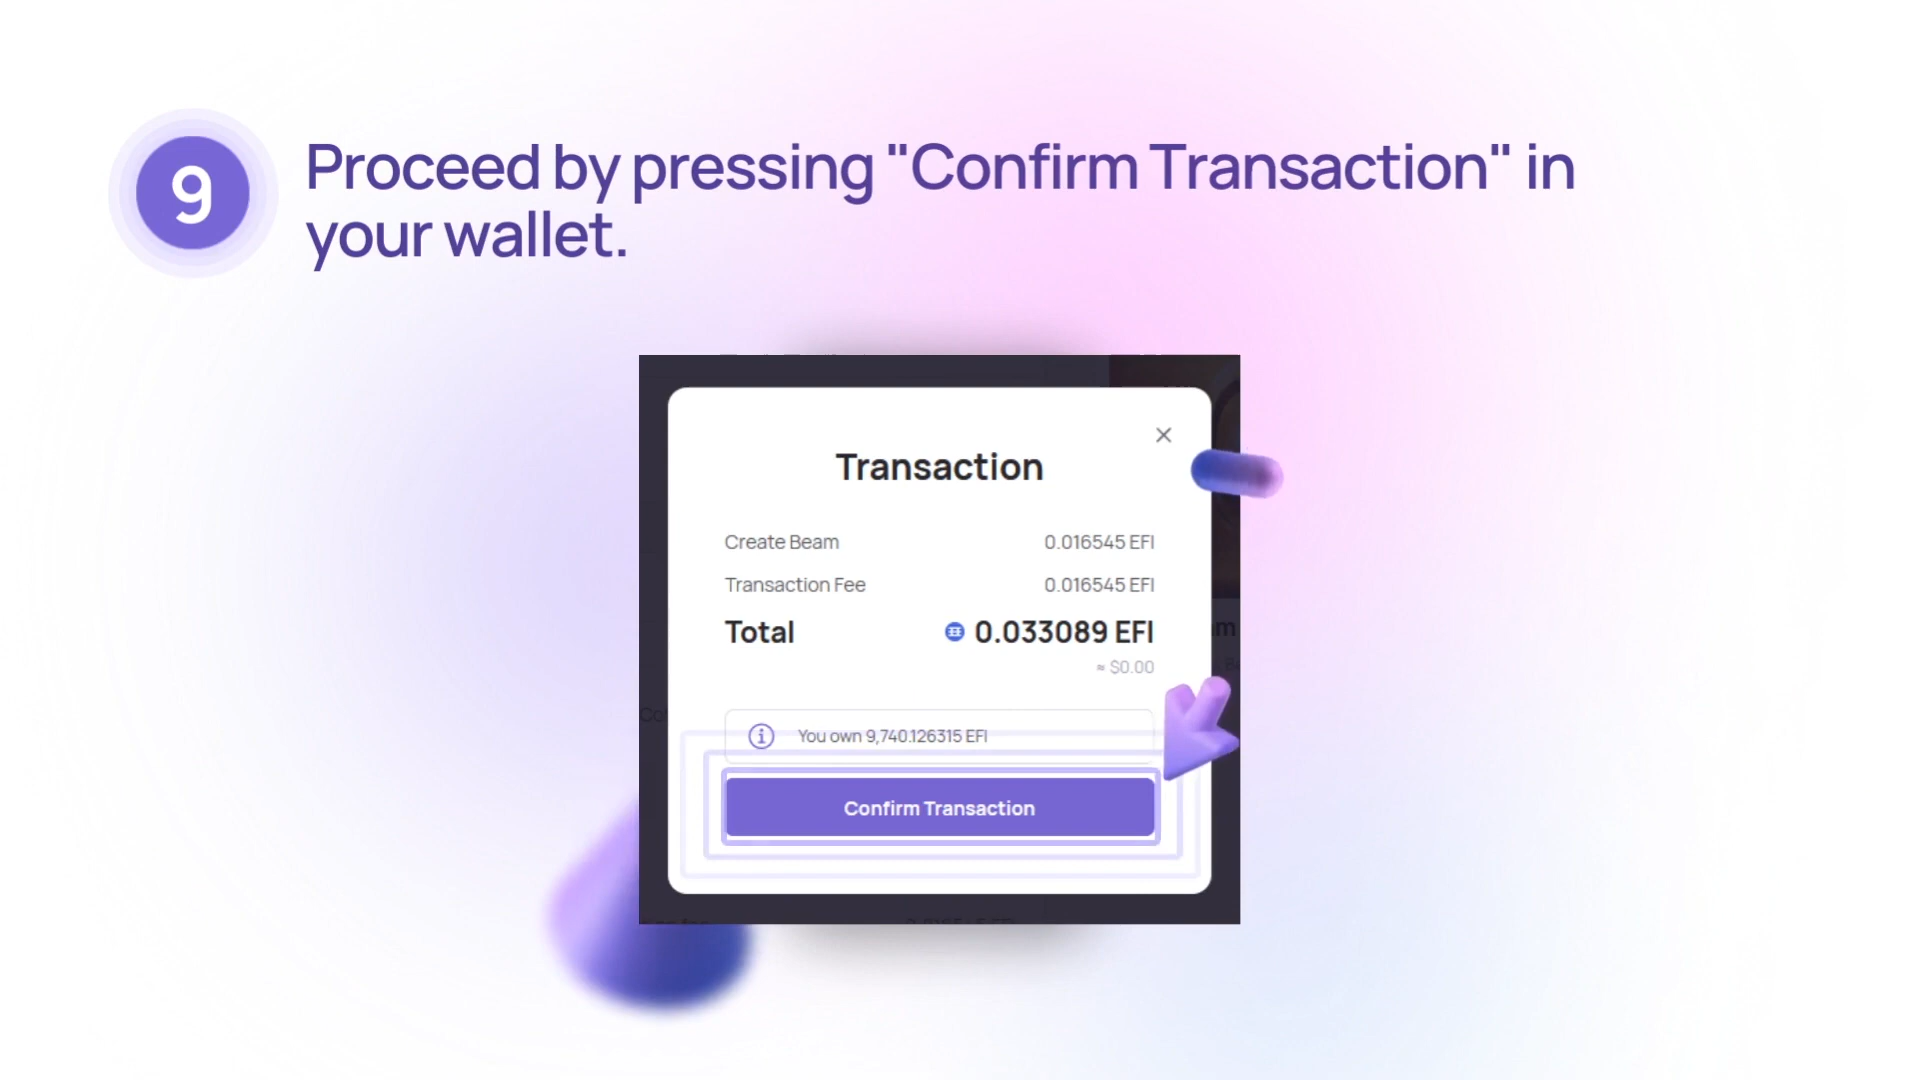 9
Proceed by pressing "Confirm Transaction" in
your wallet.
Transaction
Create Beam 0.016545 EFI
Transaction Fee 0.016545 EFI
Total 0.033089 EFI
≈ $0.00
You own 9,740.126315 EFI
Confirm Transaction